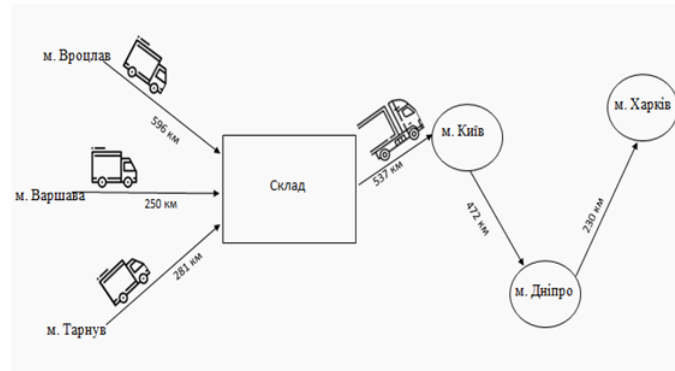 м. Вроцлав
596 км
м. Варшава
250 км
м. Тарнув
281 км
Склад
537 км
м. Київ
472 км
м. Дніпро
230 км
м. Харків